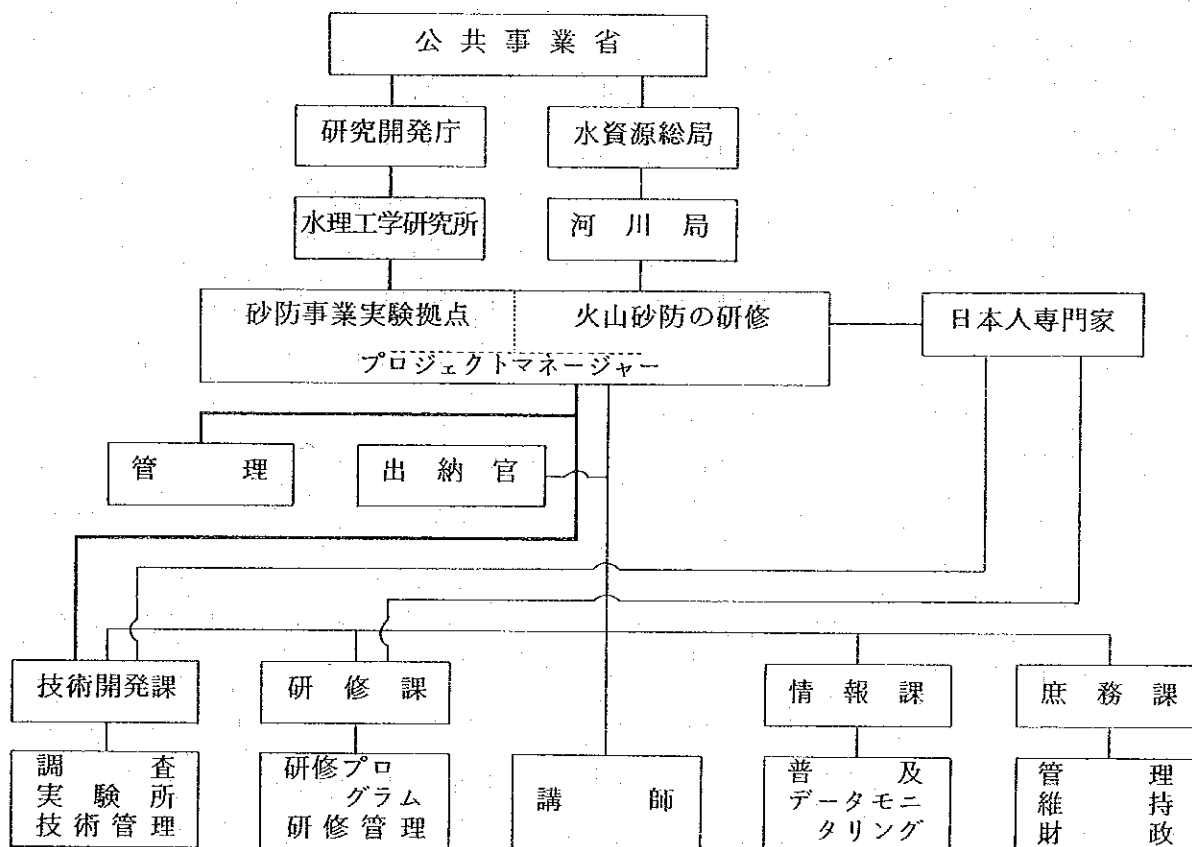 公共事業省
研究開発庁
水資源総局
水理工学研究所
河川局
砂防事業実験拠点
火山砂防の研修
プロジェクトマネージャー
日本人専門家
管理
出納官
技術開発課
研修課
情報課
庶務課
調査
実験所
技術管理
研修プロ
グラム
研修管理
講師
普及
データモニ
タリング
管理
維持
財政